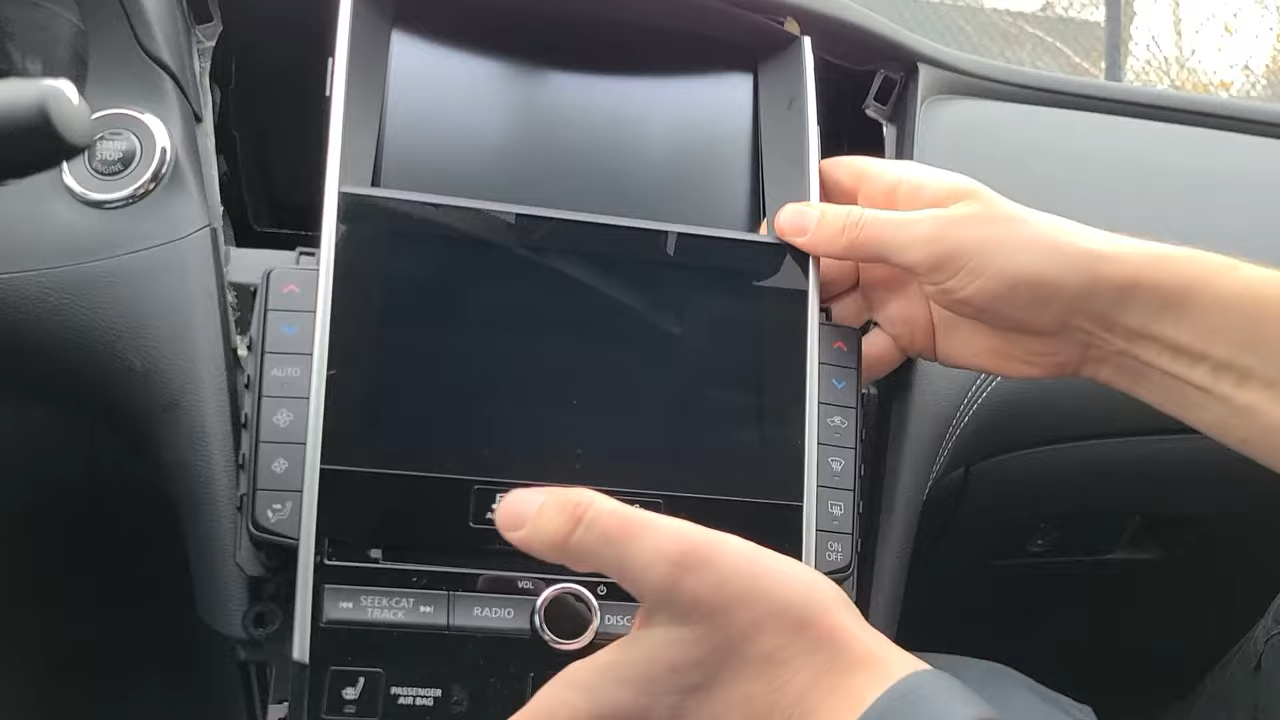 START
STOP
ENGINE
AUTO
ON
OFF
VOL
SEEK·CAT
TRACK
RADIO
DISC·
PASSENGER
AIR BAG